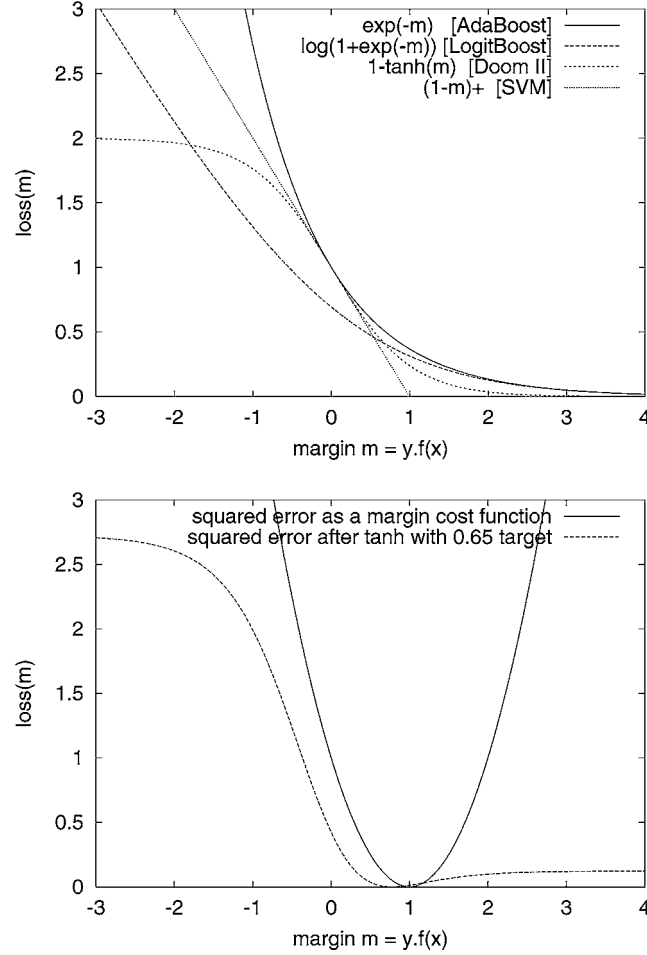 3
2.5
2
1.5
1
0.5
0
loss(m)
exp(-m) [AdaBoost]
log(1+exp(-m)) [LogitBoost]
1-tanh(m) [Doom II]
(1-m)+ [SVM]
-3 -2 -1 0 1 2 3 4
margin m = y.f(x)
3
2.5
2
1.5
1
0.5
0
loss(m)
squared error as a margin cost function
squared error after tanh with 0.65 target
-3 -2 -1 0 1 2 3 4
margin m = y.f(x)